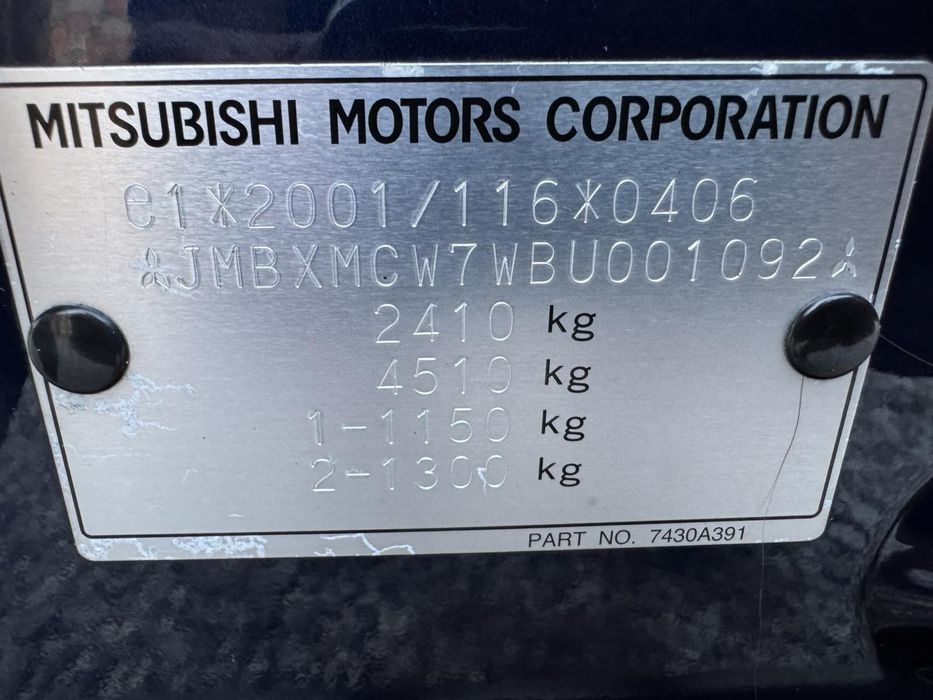 MITSUBISHI MOTORS CORPORATION
e1*2001/116*0406
JMBXMCW7WBU001092
2410 kg
4510 kg
1-1150 kg
2-1300 kg
PART NO. 7430A391